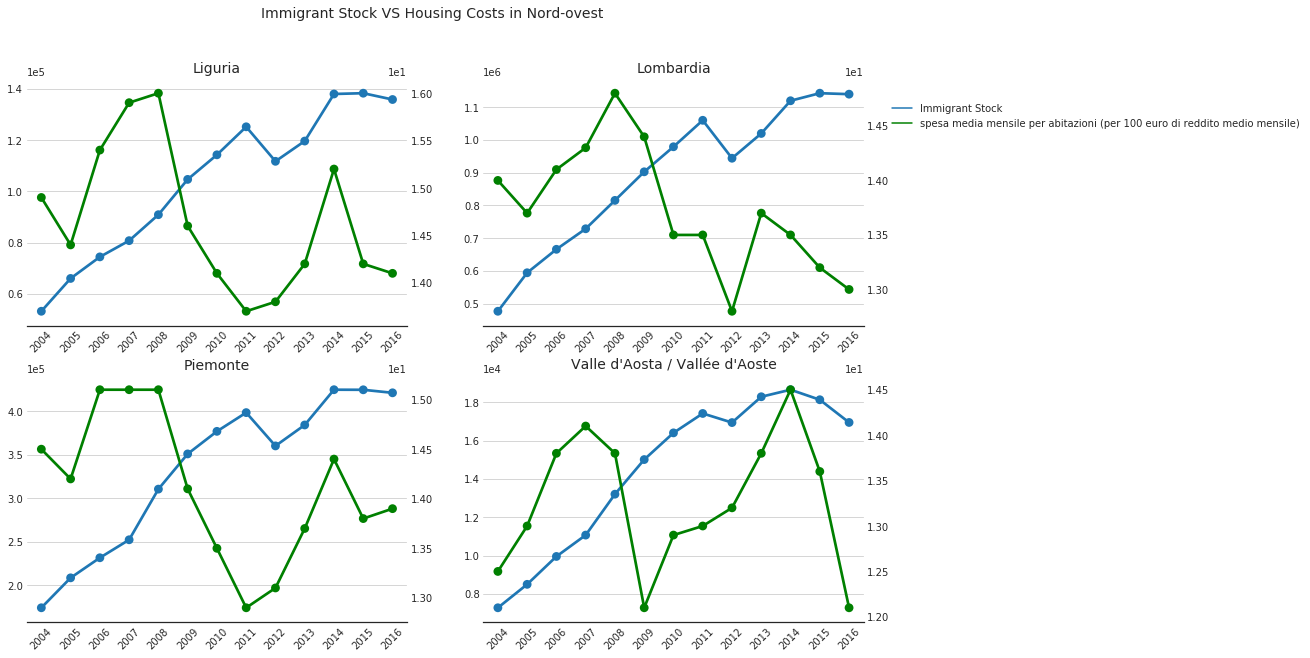 Immigrant Stock VS Housing Costs in Nord-ovest
Liguria
1e5
1e1
1.4
1.2
1.0
0.8
0.6
1.60
1.55
1.50
1.45
1.40
2004 2005 2006 2007 2008 2009 2010 2011 2012 2013 2014 2015 2016
Lombardia
1e6
1e1
1.1
1.0
0.9
0.8
0.7
0.6
0.5
1.45
1.40
1.35
1.30
2004 2005 2006 2007 2008 2009 2010 2011 2012 2013 2014 2015 2016
Immigrant Stock
spesa media mensile per abitazioni (per 100 euro di reddito medio mensile)
Piemonte
1e5
1e1
4.0
3.5
3.0
2.5
2.0
1.50
1.45
1.40
1.35
1.30
2004 2005 2006 2007 2008 2009 2010 2011 2012 2013 2014 2015 2016
Valle d'Aosta / Vallée d'Aoste
1e4
1e1
1.8
1.6
1.4
1.2
1.0
0.8
1.45
1.40
1.35
1.30
1.25
1.20
2004 2005 2006 2007 2008 2009 2010 2011 2012 2013 2014 2015 2016